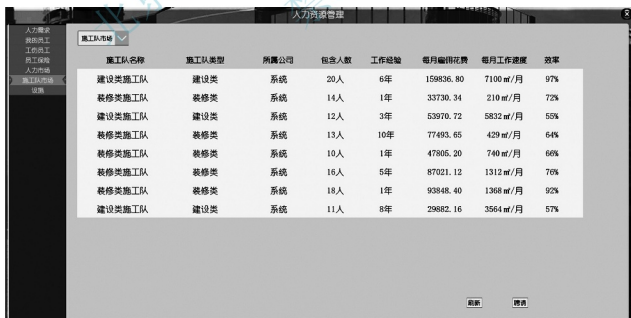 人力资源管理
人力需求
我的员工
工伤员工
员工保险
人力市场
施工队市场
设施
施工队市场
施工队名称 施工队类型 所属公司 包含人数 工作经验 每月雇佣花费 每月工作速度 效率
建设类施工队 建设类 系统 20人 6年 159836.80 7100㎡/月 97%
装修类施工队 装修类 系统 14人 1年 33730.34 210㎡/月 72%
建设类施工队 建设类 系统 12人 3年 53970.72 5832㎡/月 55%
装修类施工队 装修类 系统 13人 10年 77493.65 429㎡/月 64%
装修类施工队 装修类 系统 10人 1年 47805.20 740㎡/月 66%
装修类施工队 装修类 系统 16人 5年 87021.12 1312㎡/月 76%
装修类施工队 装修类 系统 18人 1年 93848.40 1368㎡/月 92%
建设类施工队 建设类 系统 11人 8年 29882.16 3564㎡/月 57%
刷新 聘请